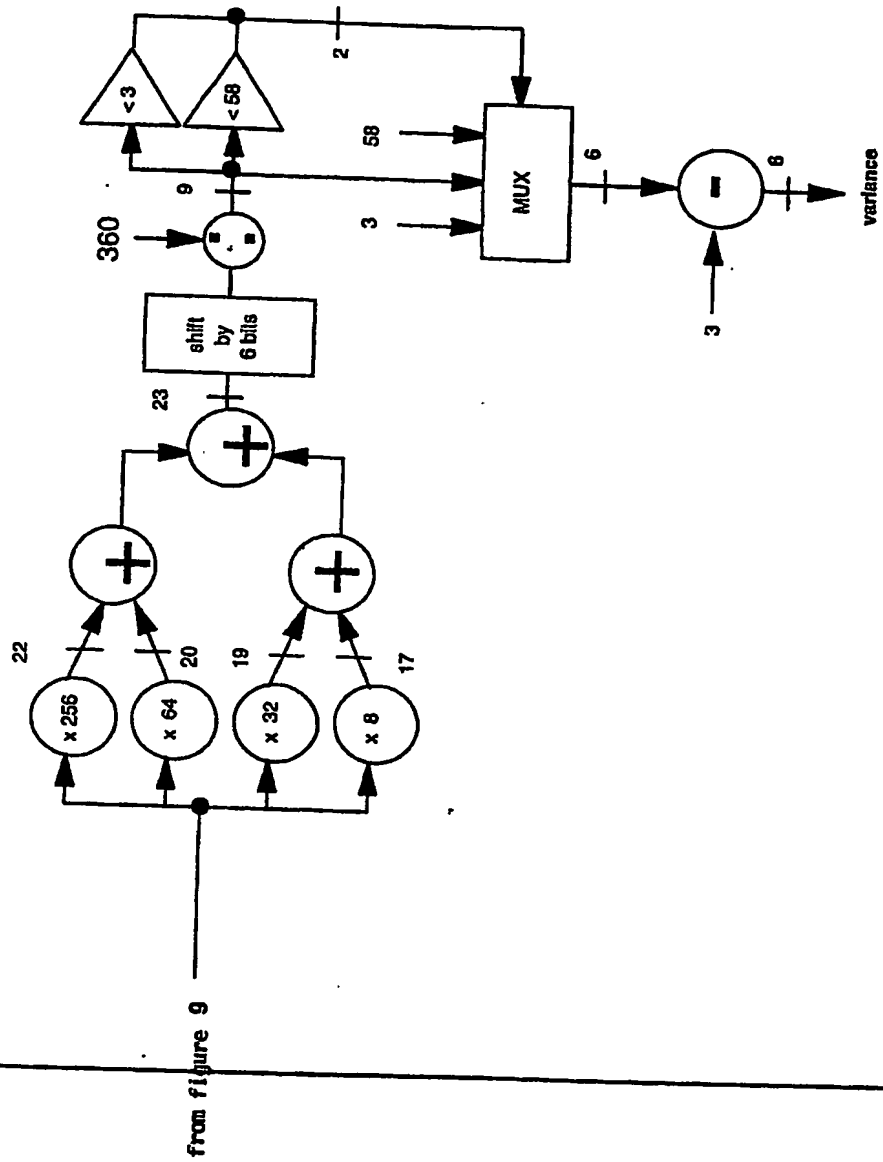 from figure 9
x 256
x 64
x 32
x 8
22
20
19
17
+
+
+
23
shift
by
6 bits
360
9
< 3
< 58
2
3
58
MUX
6
3
-
6
variance